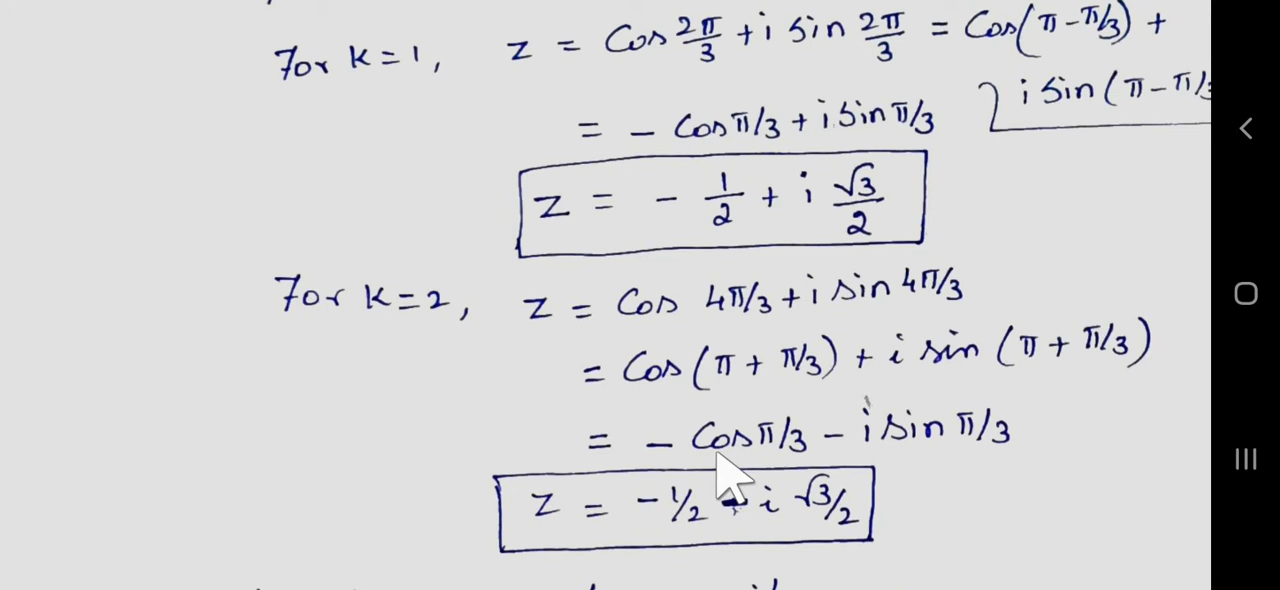 For k=1, z = Cos 2π/3 + i sin 2π/3 = Cos(π-π/3) +
i sin(π-π/3
= - Cos π/3 + i sin π/3
z = - 1/2 + i √3/2
For k=2, z = Cos 4π/3 + i sin 4π/3
= Cos (π + π/3) + i sin (π + π/3)
= - Cos π/3 - i sin π/3
z = -1/2 - i √3/2